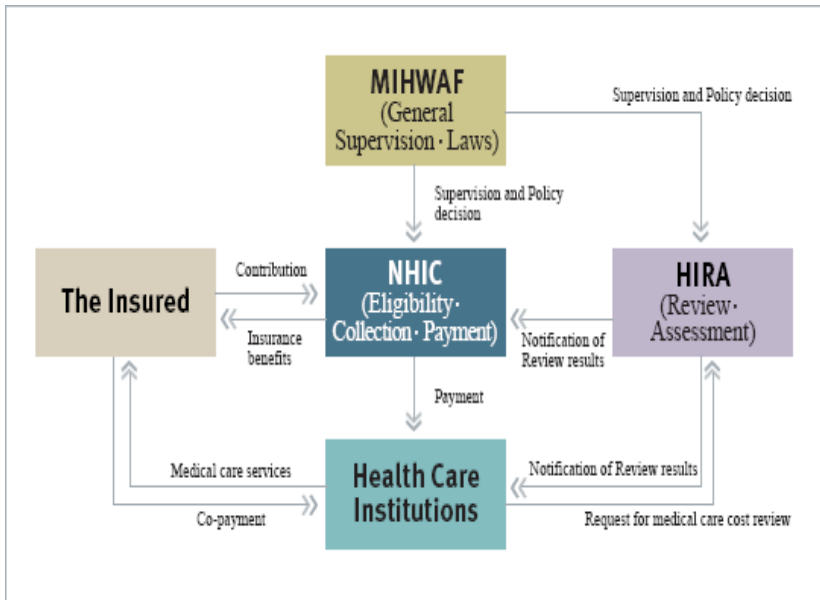 MIHWAF
(General
Supervision · Laws)
Supervision and Policy decision
Supervision and Policy
decision
The Insured
Contribution
Insurance
benefits
NHIC
(Eligibility ·
Collection · Payment)
Notification of
Review results
HIRA
(Review ·
Assessment)
Payment
Medical care services
Co-payment
Health Care
Institutions
Notification of Review results
Request for medical care cost review